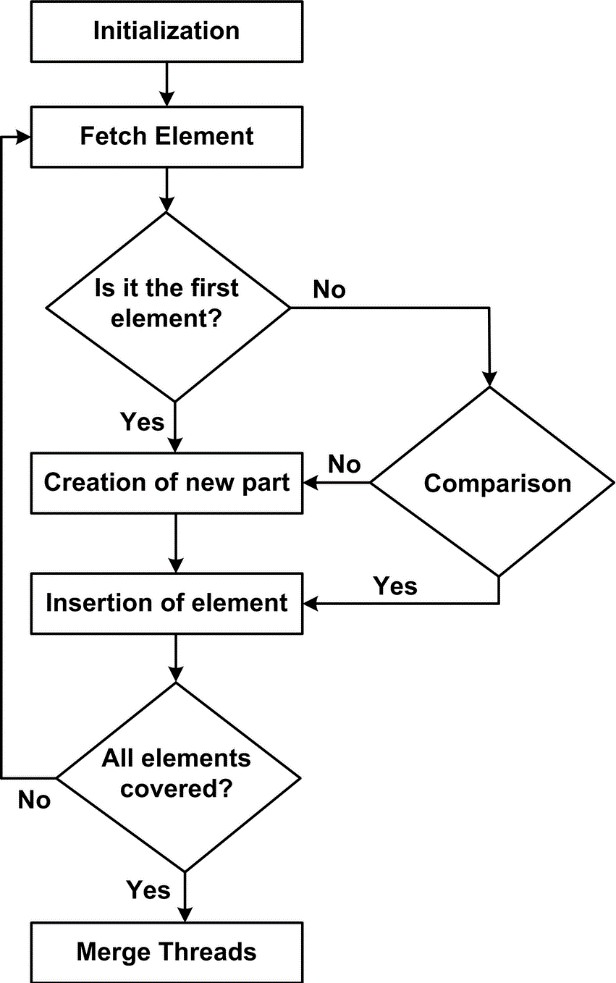 Initialization
Fetch Element
Is it the first
element?
No
Yes
Creation of new part
No
Comparison
Insertion of element
Yes
All elements
covered?
No
Yes
Merge Threads